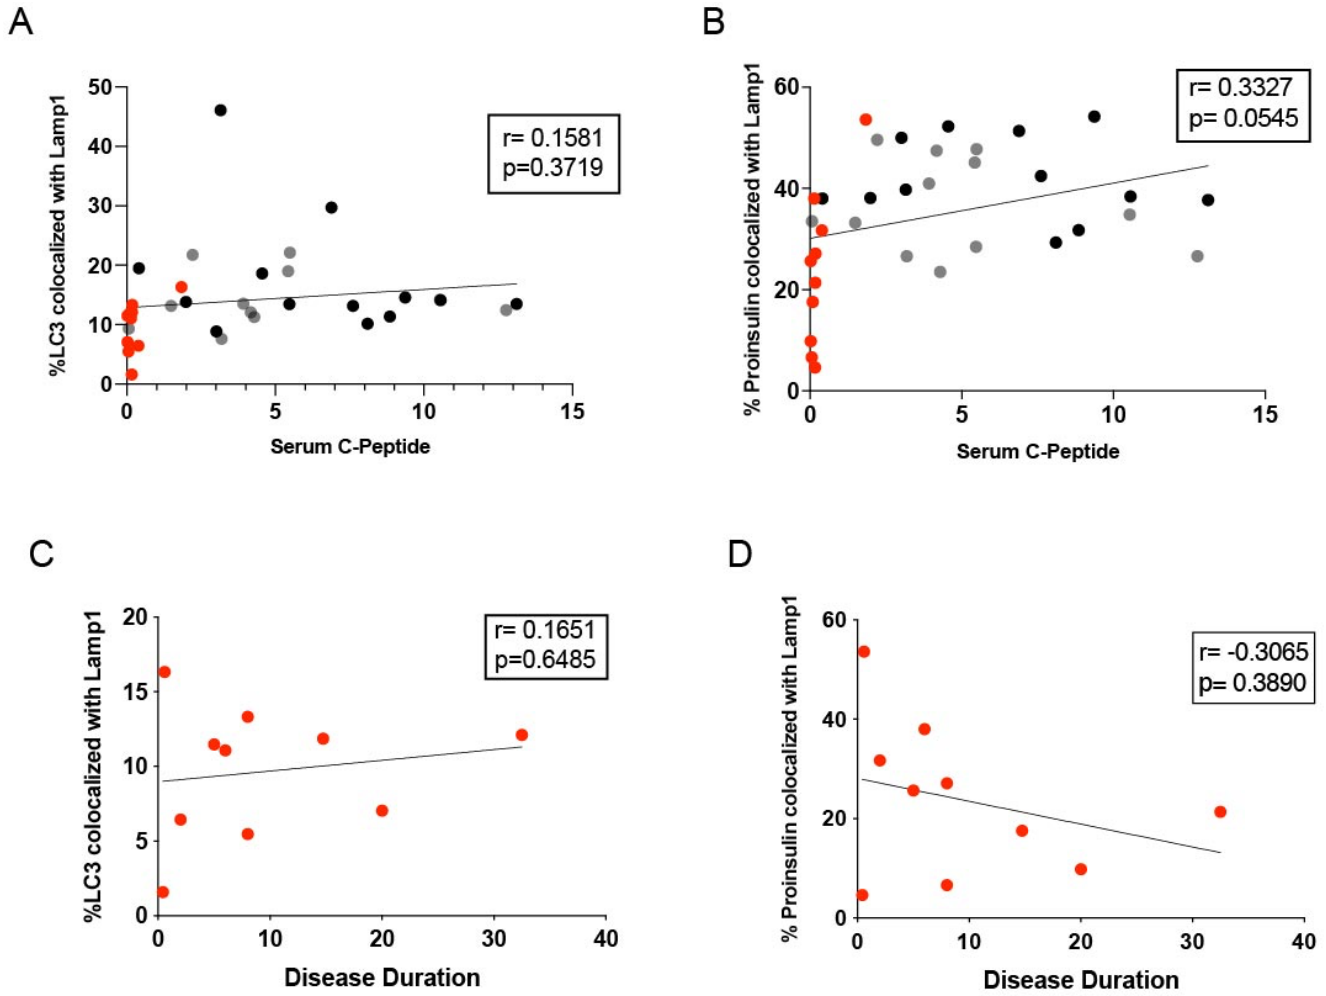 A
%LC3 colocalized with Lamp1
50
40
30
20
10
0
0 5 10 15
Serum C-Peptide
r= 0.1581
p=0.3719
B
% Proinsulin colocalized with Lamp1
60
40
20
0
0 5 10 15
Serum C-Peptide
r= 0.3327
p= 0.0545
C
%LC3 colocalized with Lamp1
20
15
10
5
0
0 10 20 30 40
Disease Duration
r= 0.1651
p=0.6485
D
% Proinsulin colocalized with Lamp1
60
40
20
0
0 10 20 30 40
Disease Duration
r= -0.3065
p= 0.3890